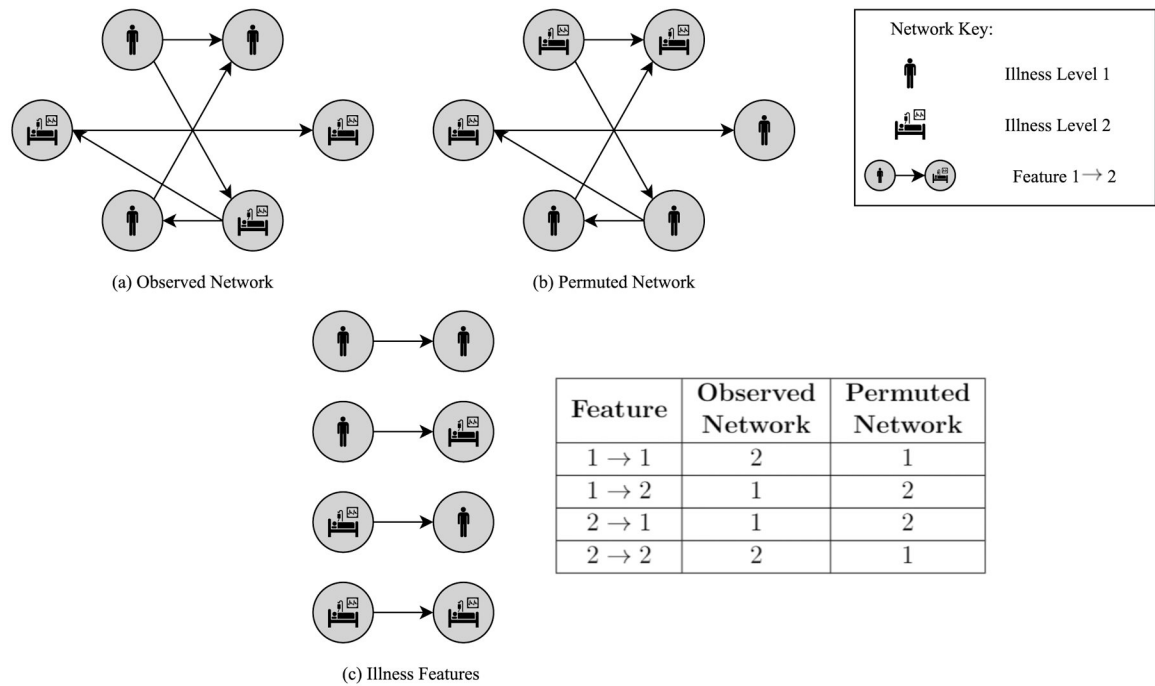 Network Key:
Illness Level 1
Illness Level 2
Feature 1 → 2
(a) Observed Network
(b) Permuted Network
Feature Observed Network Permuted Network
1 → 1 2 1
1 → 2 1 2
2 → 1 1 2
2 → 2 2 1
(c) Illness Features